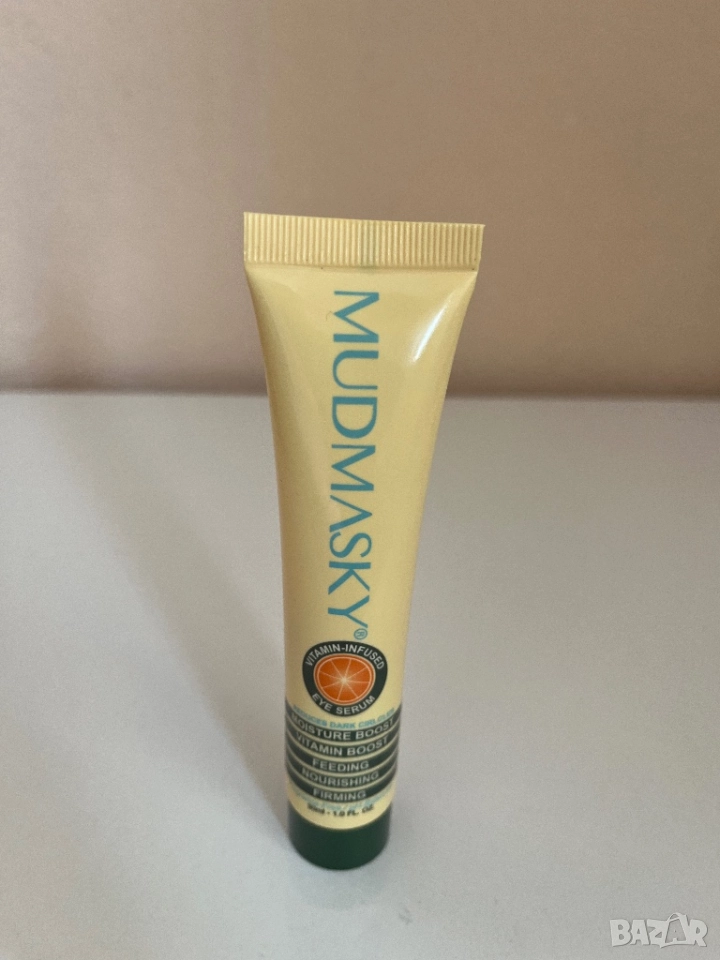 MUDMASKY®
VITAMIN-INFUSED
EYE SERUM
REDUCES DARK CIRCLES
MOISTURE BOOST
VITAMIN BOOST
FEEDING
NOURISHING
FIRMING
30ml - 1.0 FL. OZ
BAZAR